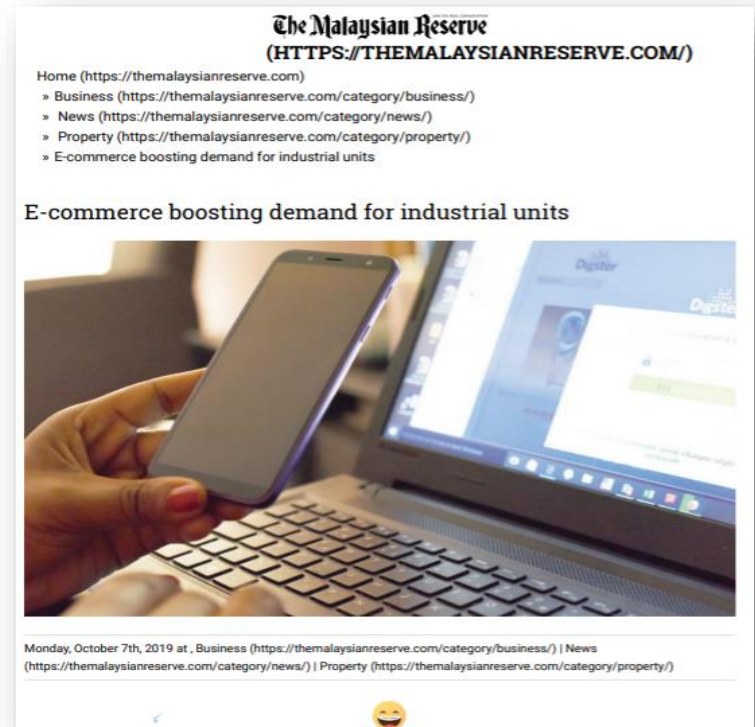 The Malaysian Reserve
(HTTPS://THEMALAYSIANRESERVE.COM/)
Home (https://themalaysianreserve.com)
» Business (https://themalaysianreserve.com/category/business/)
» News (https://themalaysianreserve.com/category/news/)
» Property (https://themalaysianreserve.com/category/property/)
» E-commerce boosting demand for industrial units
E-commerce boosting demand for industrial units
Digster
Monday, October 7th, 2019 at , Business (https://themalaysianreserve.com/category/business/) | News
(https://themalaysianreserve.com/category/news/) | Property (https://themalaysianreserve.com/category/property/)